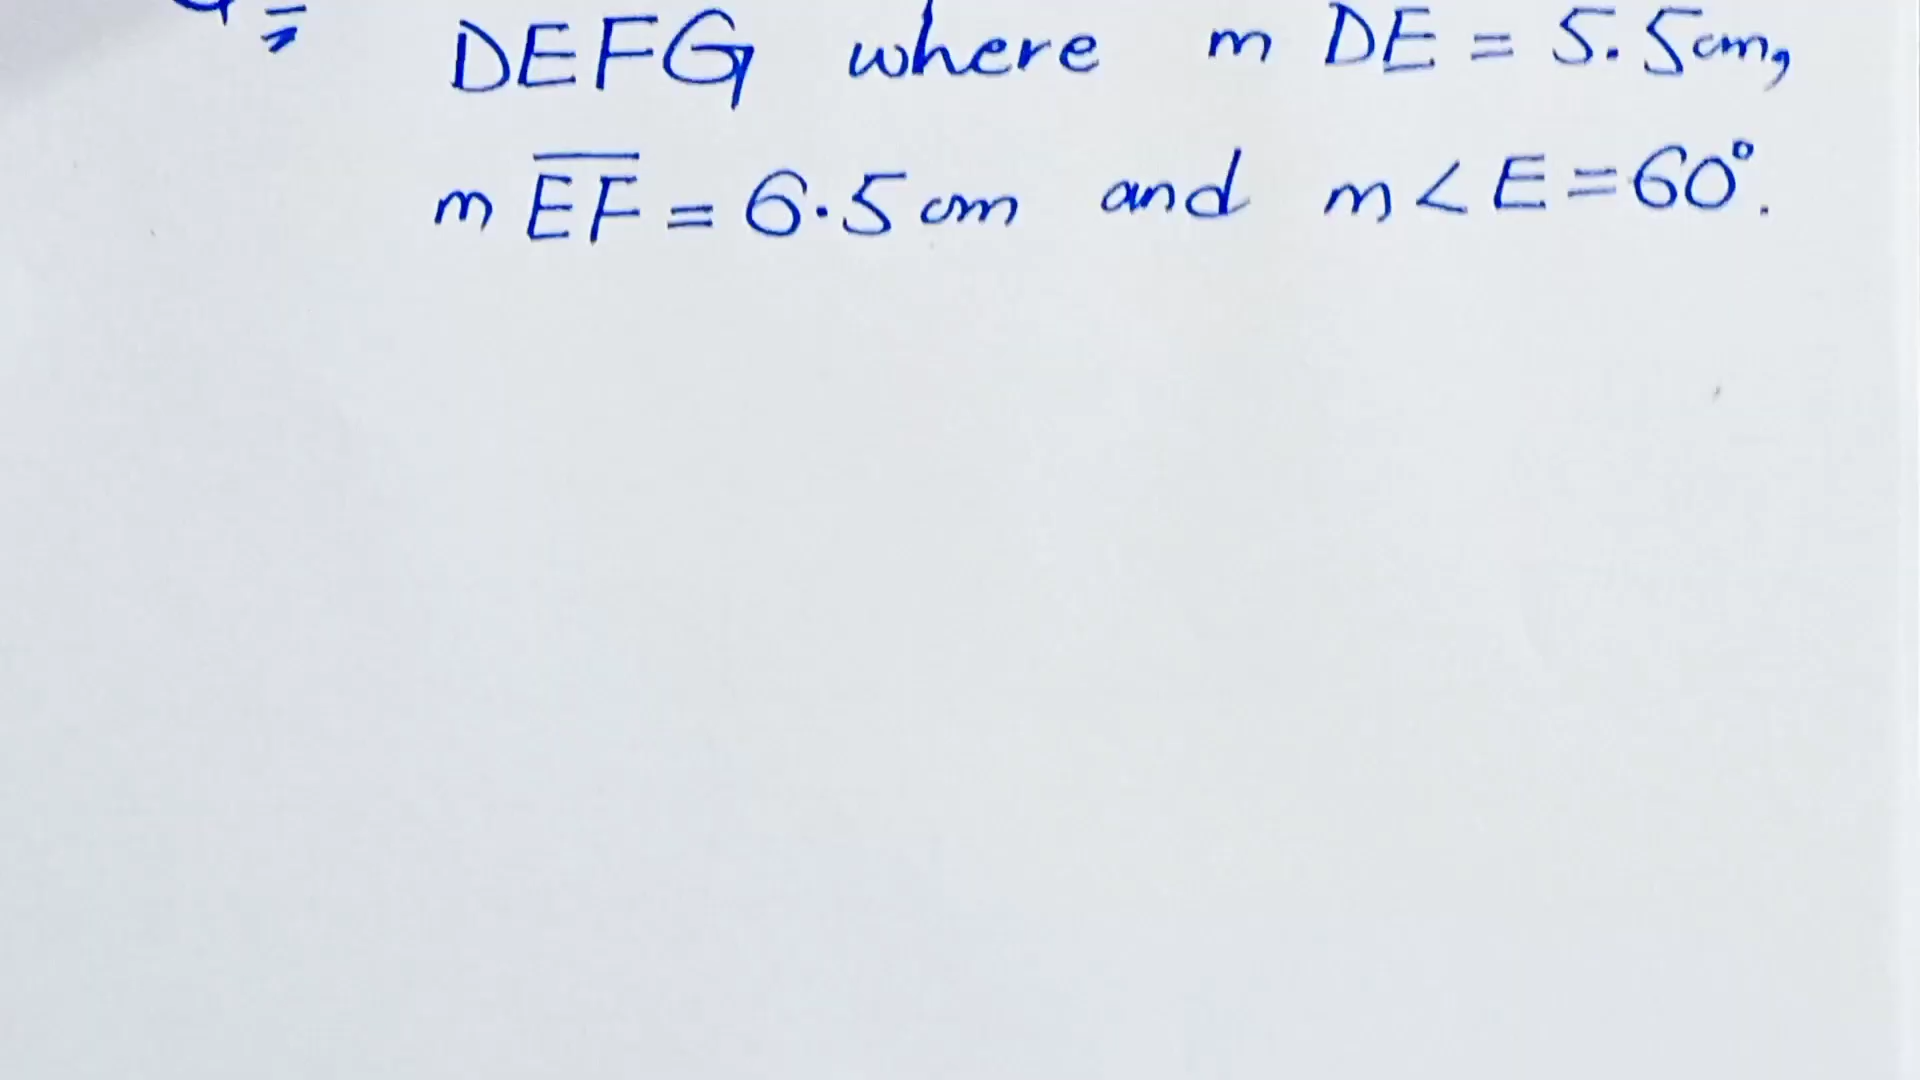 DEFG where m DE = 5.5cm,
m EF = 6.5cm and m<E=60°.